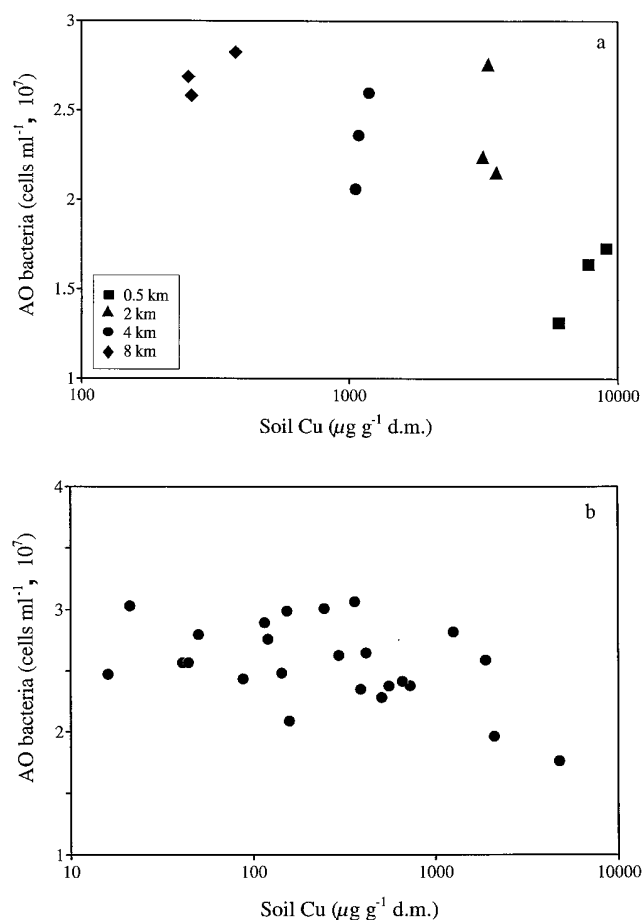 a
3
2.5
2
1.5
1
AO bacteria (cells ml⁻¹, 10⁷)
■ 0.5 km
▲ 2 km
● 4 km
◆ 8 km
100 1000 10000
Soil Cu (µg g⁻¹ d.m.)
b
4
3
2
1
AO bacteria (cells ml⁻¹, 10⁷)
10 100 1000 10000
Soil Cu (µg g⁻¹ d.m.)